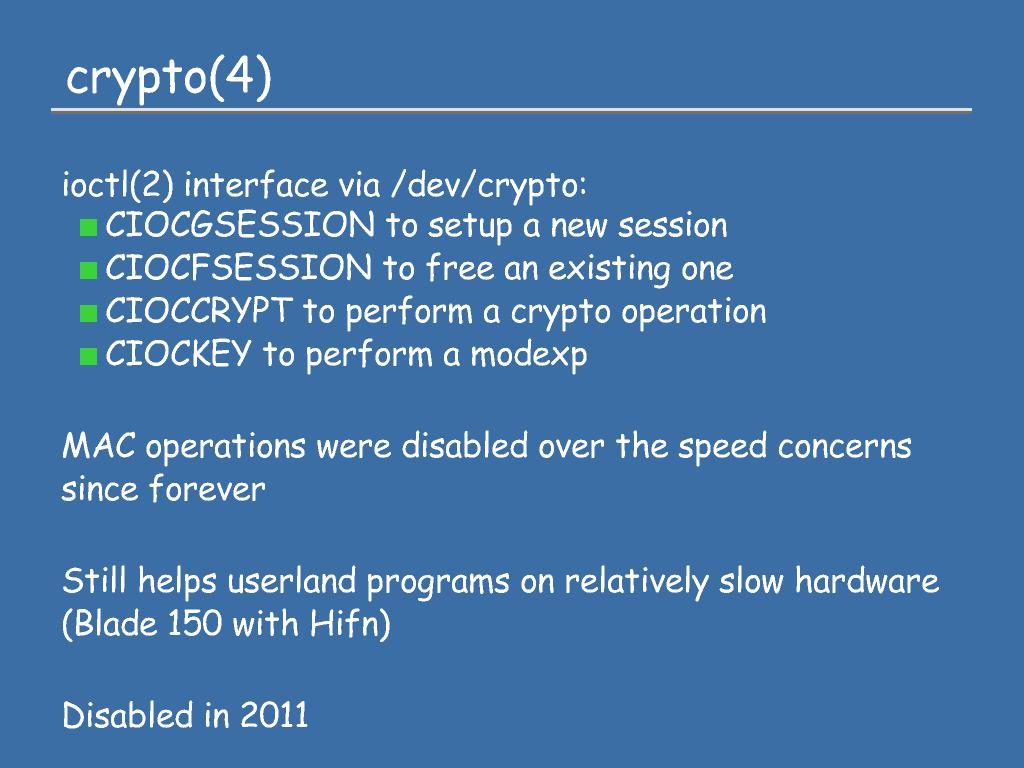 crypto(4)
ioctl(2) interface via /dev/crypto:
CIOCGSESSION to setup a new session
CIOCFSESSION to free an existing one
CIOCCRYPT to perform a crypto operation
CIOCKEY to perform a modexp
MAC operations were disabled over the speed concerns
since forever
Still helps userland programs on relatively slow hardware
(Blade 150 with Hifn)
Disabled in 2011